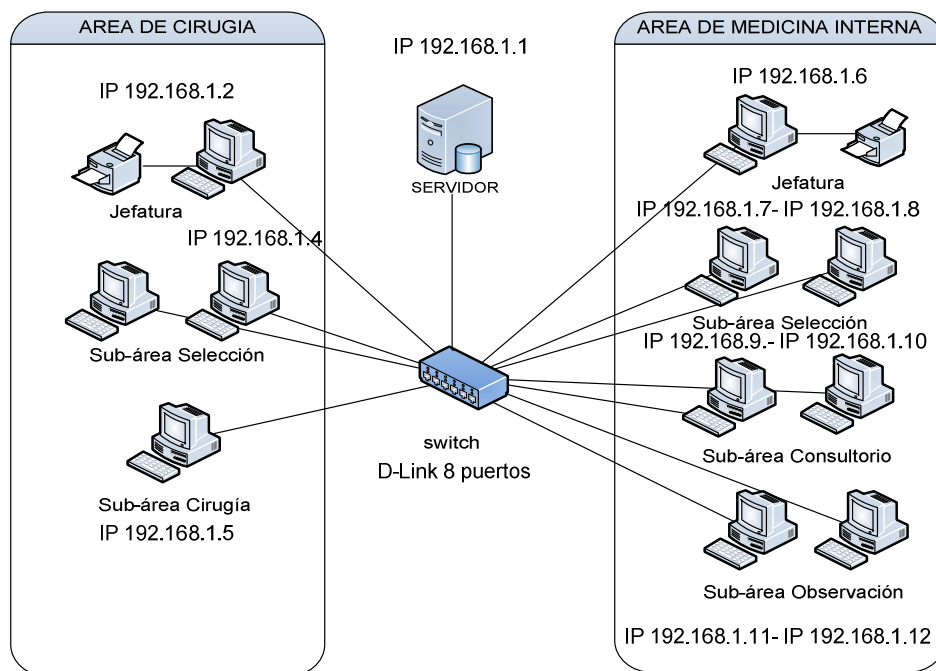 AREA DE CIRUGIA
IP 192.168.1.2
Jefatura
IP 192.168.1.4
Sub-área Selección
Sub-área Cirugía
IP 192.168.1.5
IP 192.168.1.1
SERVIDOR
switch
D-Link 8 puertos
AREA DE MEDICINA INTERNA
IP 192.168.1.6
Jefatura
IP 192.168.1.7- IP 192.168.1.8
Sub-área Selección
IP 192.168.9.- IP 192.168.1.10
Sub-área Consultorio
Sub-área Observación
IP 192.168.1.11- IP 192.168.1.12